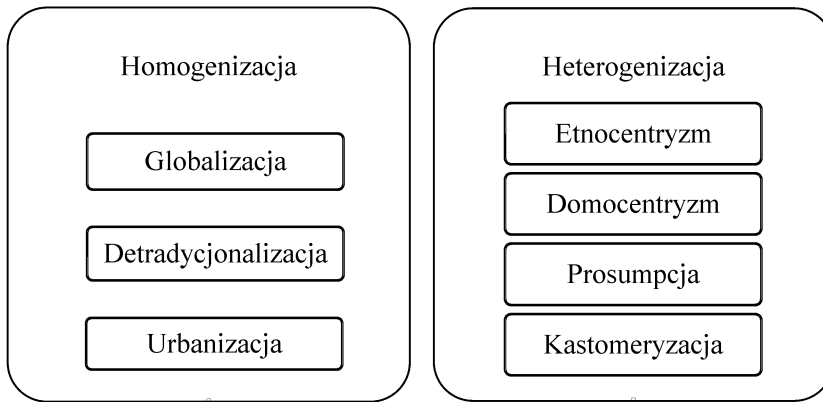 Homogenizacja
Globalizacja
Detradycjonalizacja
Urbanizacja
Heterogenizacja
Etnocentryzm
Domocentryzm
Prosumpcja
Kastomeryzacja